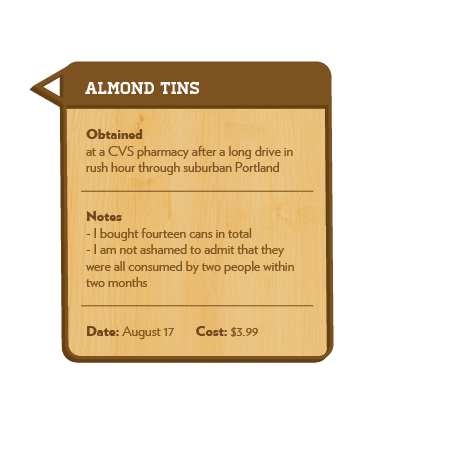 ALMOND TINS
Obtained
at a CVS pharmacy after a long drive in
rush hour through suburban Portland
Notes
- I bought fourteen cans in total
- I am not ashamed to admit that they
were all consumed by two people within
two months
Date: August 17 Cost: $3.99